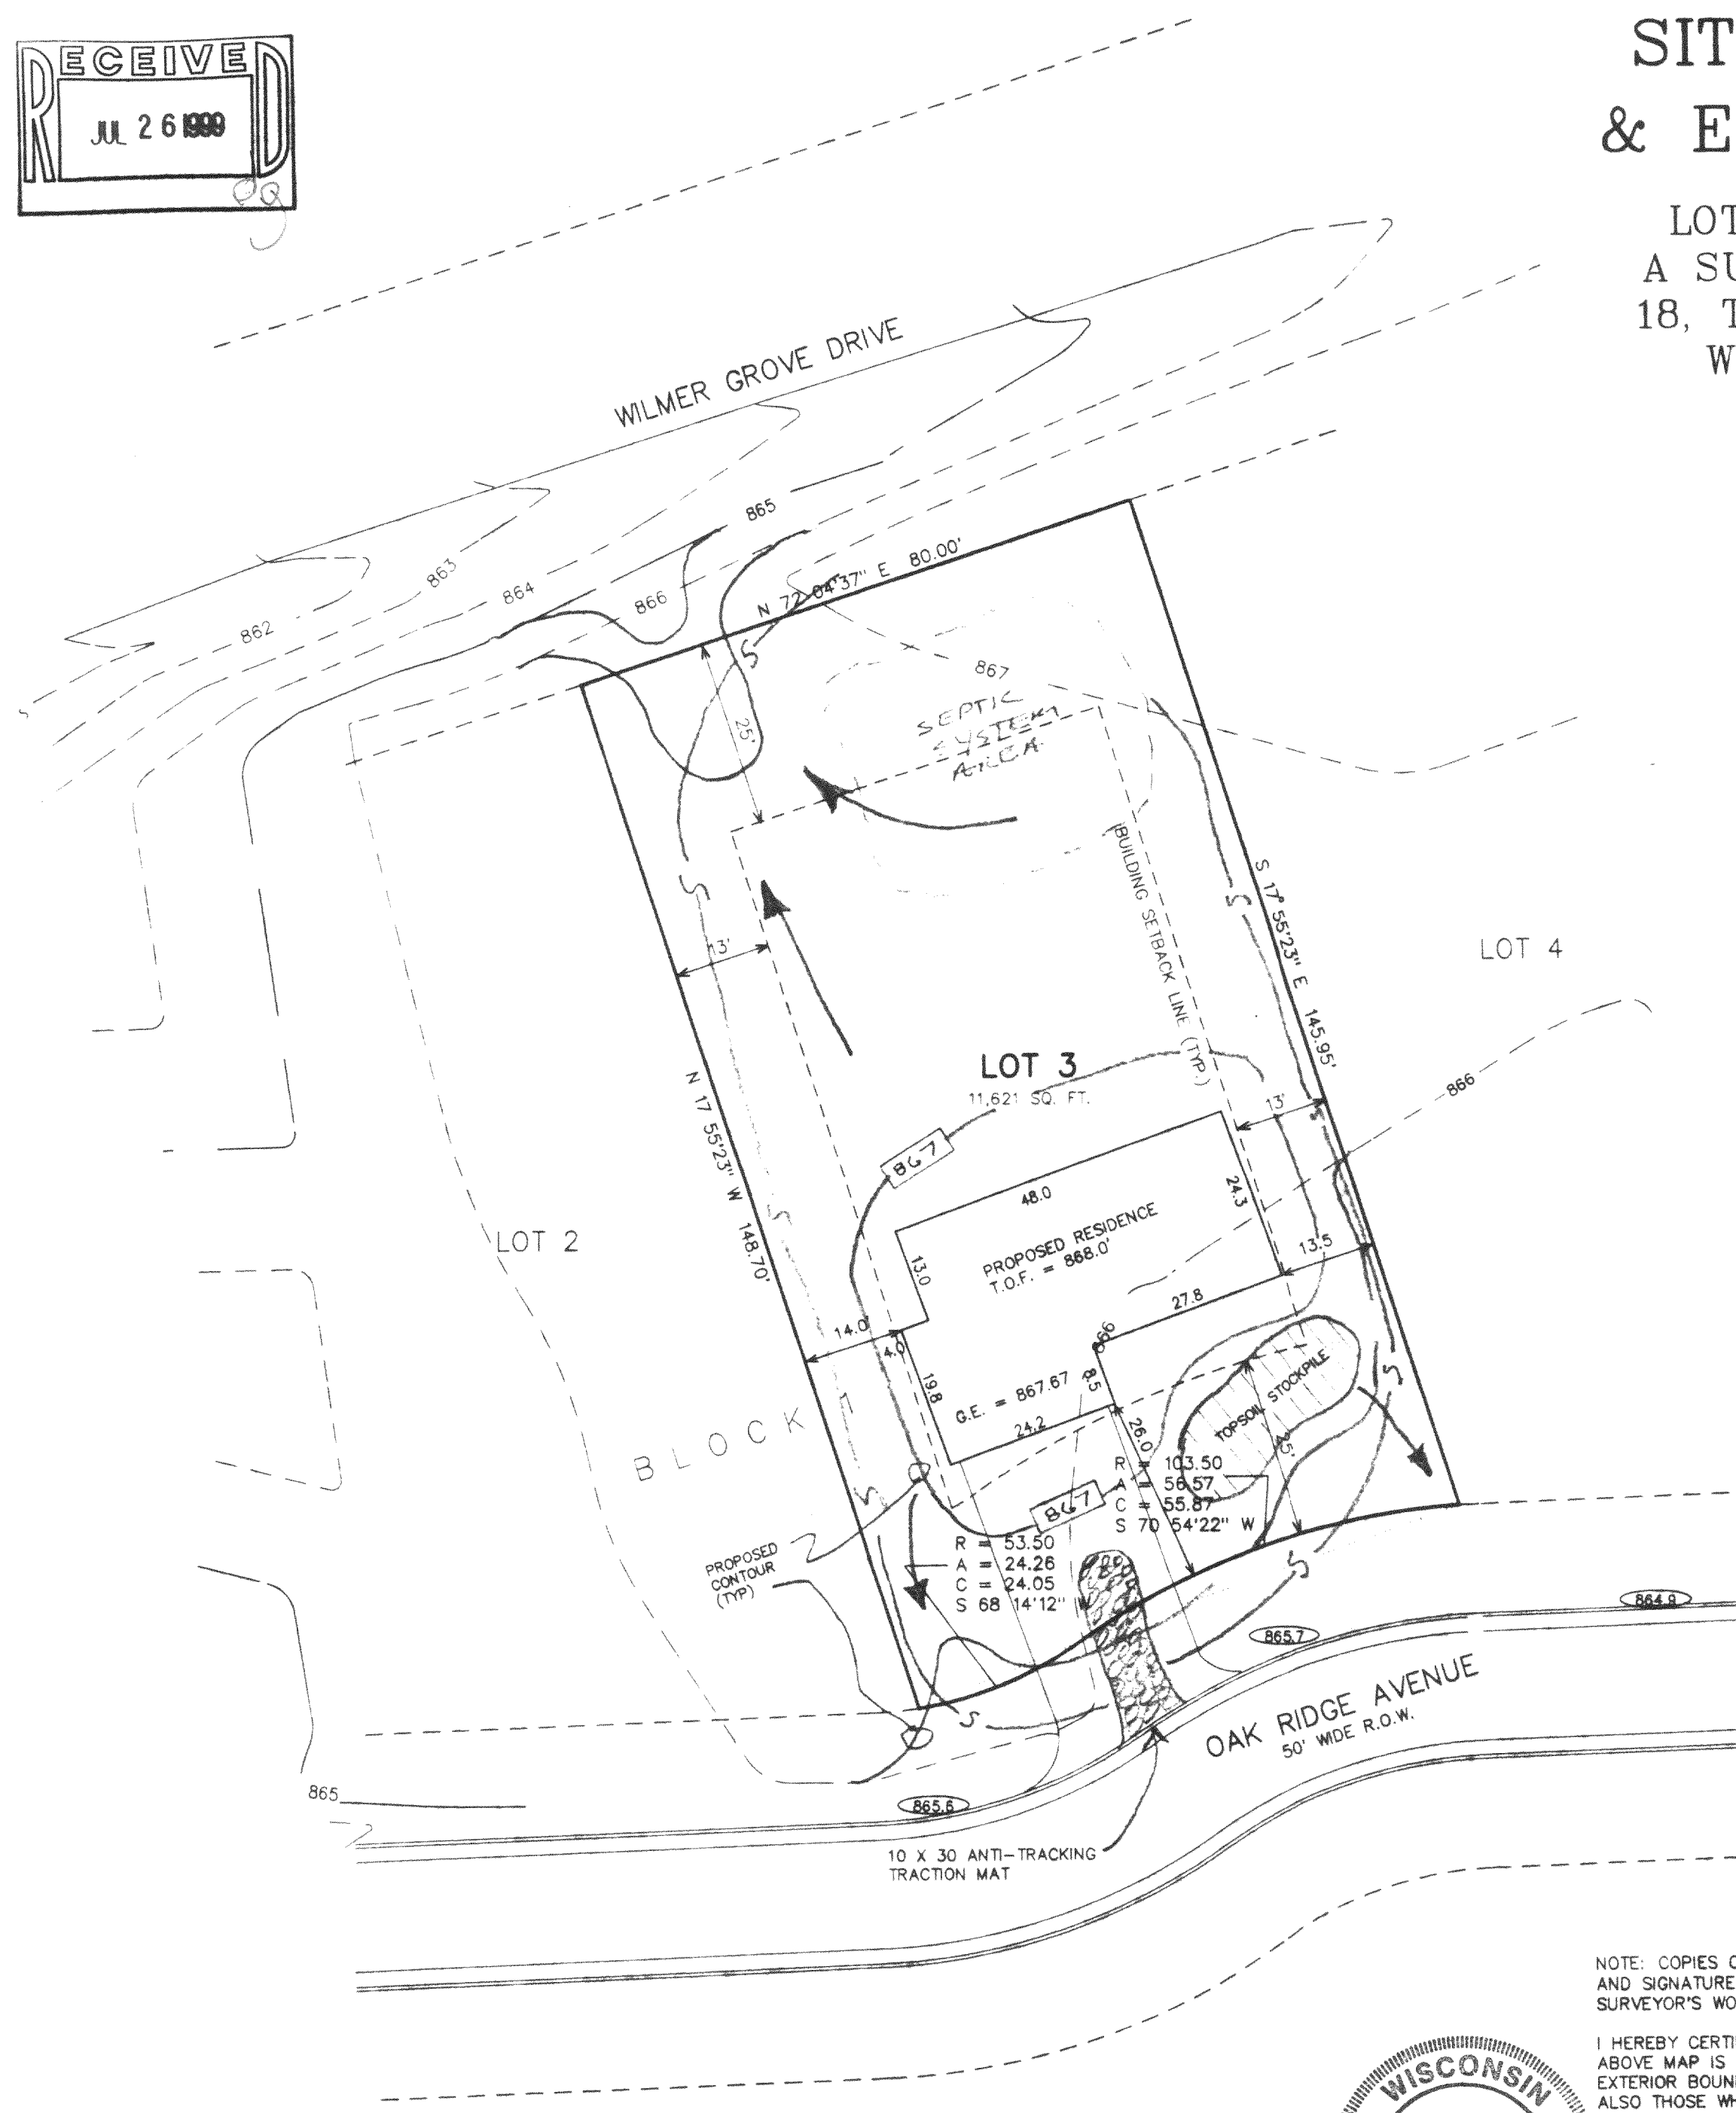 RECEIVED
JUL 26 1999
SIT
& E
LOT
A SU
18, T
W
WILMER GROVE DRIVE
865
863
864
866
862
N 72 04'37" E 80.00'
S
867
SEPTIC
SYSTEM
AREA
25'
BUILDING SETBACK LINE (TYP.)
S
S
13'
S 17° 55'23" E 145.95'
LOT 4
LOT 3
11,621 SQ. FT.
N 17 55'23" W 148.70'
13'
S
866
867
48.0
24.3
S
LOT 2
PROPOSED RESIDENCE
T.O.F. = 868.0'
13.0
13.5
27.8
14.0'
4.0
866
19.8
G.E. = 867.67
8.5
24.2
26.0
TOPSOIL STOCKPILE
25'
S
BLOCK
S
R = 103.50
A = 56.57
C = 55.87
S 70 54'22" W
867
R = 53.50
A = 24.26
C = 24.05
S 68 14'12" W
S
PROPOSED
CONTOUR
(TYP)
864.9
865.7
S
OAK RIDGE AVENUE
50' WIDE R.O.W.
865
865.6
10 X 30 ANTI-TRACKING
TRACTION MAT
NOTE: COPIES
AND SIGNATURE
SURVEYOR'S WO
I HEREBY CERTI
ABOVE MAP IS
EXTERIOR BOUN
ALSO THOSE WH
WISCONSIN